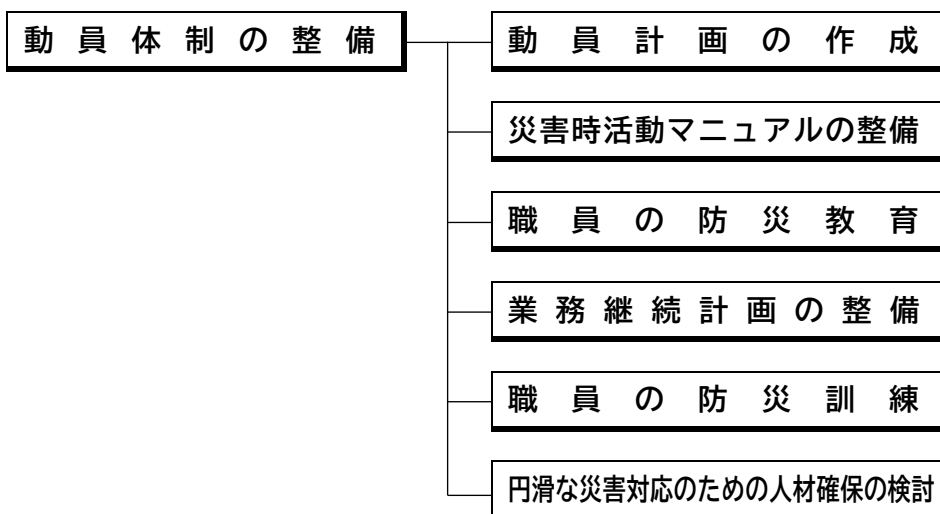 動員体制の整備
動員計画の作成
災害時活動マニュアルの整備
職員の防災教育
業務継続計画の整備
職員の防災訓練
円滑な災害対応のための人材確保の検討